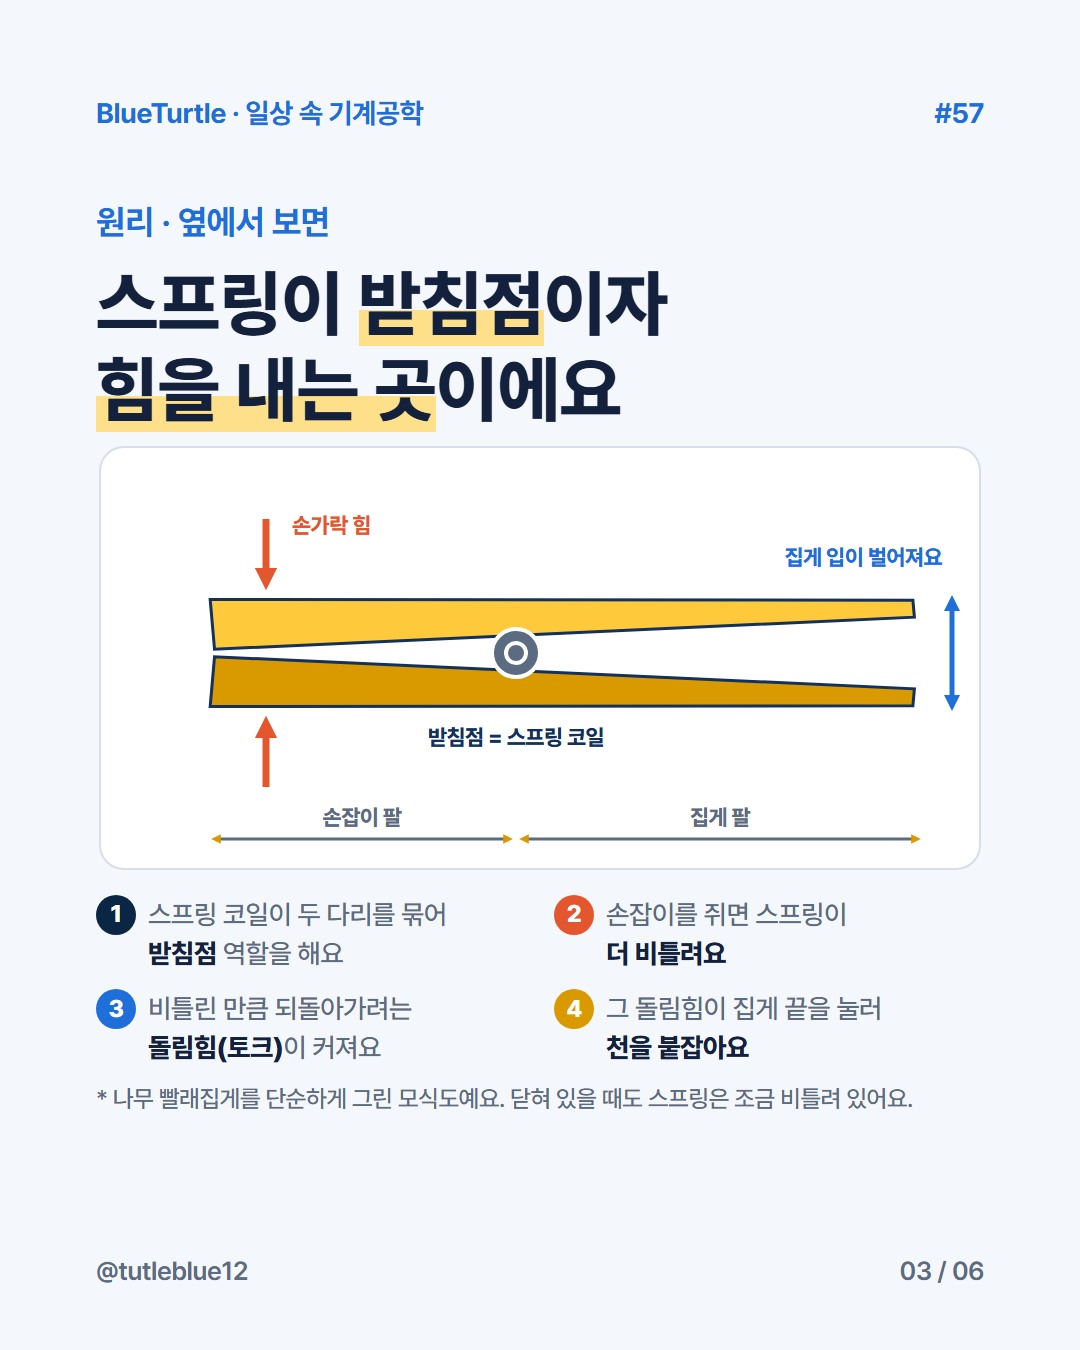 BlueTurtle · 일상 속 기계공학
#57
원리 · 옆에서 보면
스프링이 받침점이자
힘을 내는 곳이에요
손가락 힘
집게 입이 벌어져요
받침점 = 스프링 코일
손잡이 팔
집게 팔
1 스프링 코일이 두 다리를 묶어
받침점 역할을 해요
2 손잡이를 쥐면 스프링이
더 비틀려요
3 비틀린 만큼 되돌아가려는
돌림힘(토크)이 커져요
4 그 돌림힘이 집게 끝을 눌러
천을 붙잡아요
* 나무 빨래집게를 단순하게 그린 모식도예요. 닫혀 있을 때도 스프링은 조금 비틀려 있어요.
@tutleblue12
03 / 06